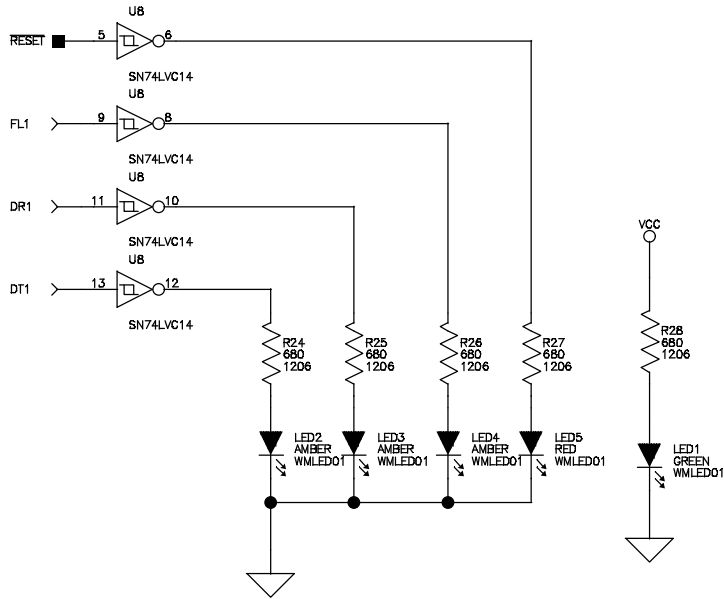 U8
RESET
5
6
SN74LVC14
U8
FL1
9
8
SN74LVC14
U8
DR1
11
10
SN74LVC14
U8
DT1
13
12
SN74LVC14
VCC
R24
680
1206
R25
680
1206
R26
680
1206
R27
680
1206
R28
680
1206
LED2
AMBER
WMLED01
LED3
AMBER
WMLED01
LED4
AMBER
WMLED01
LED5
RED
WMLED01
LED1
GREEN
WMLED01